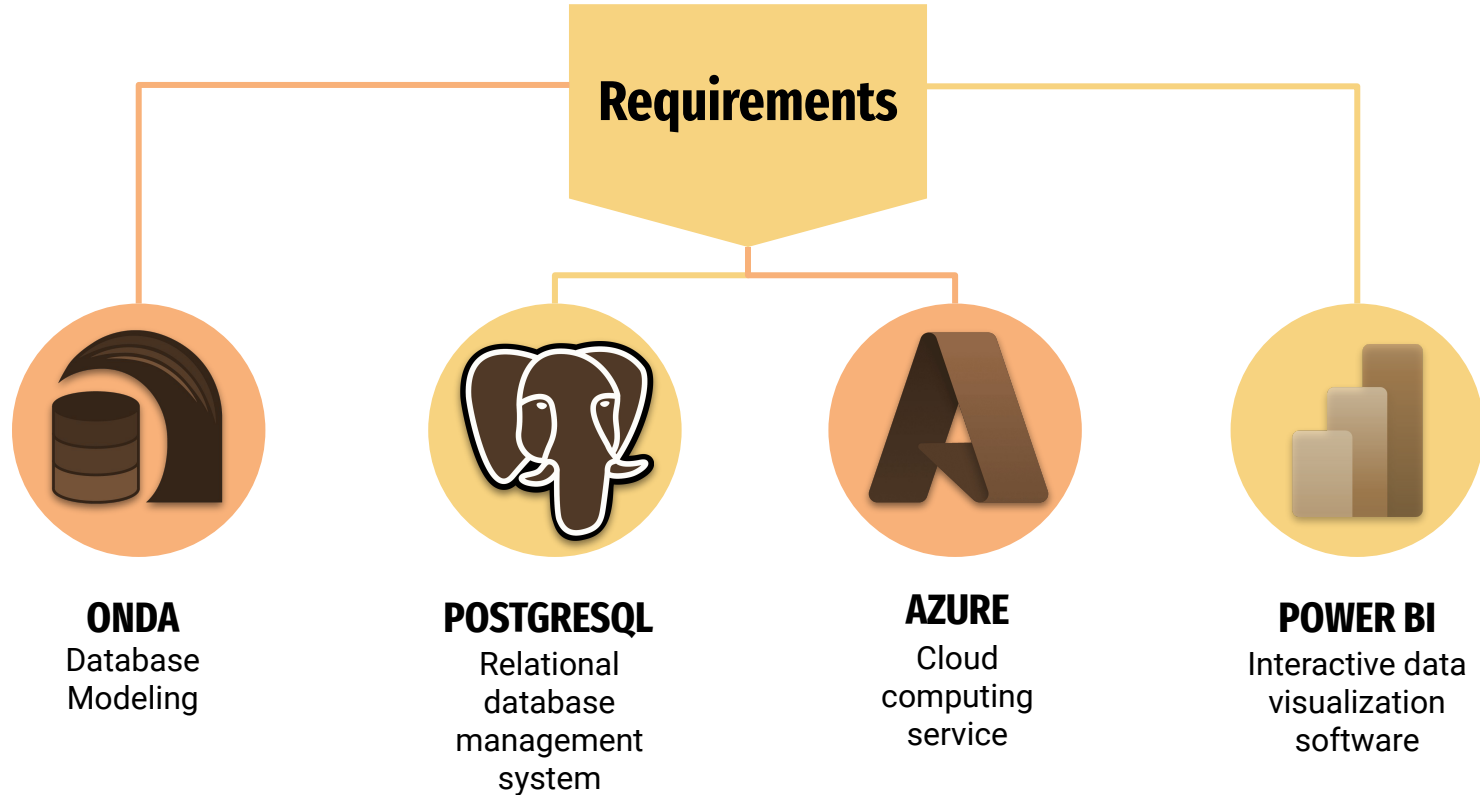 Requirements
ONDA
Database
Modeling
POSTGRESQL
Relational
database
management
system
AZURE
Cloud
computing
service
POWER BI
Interactive data
visualization
software